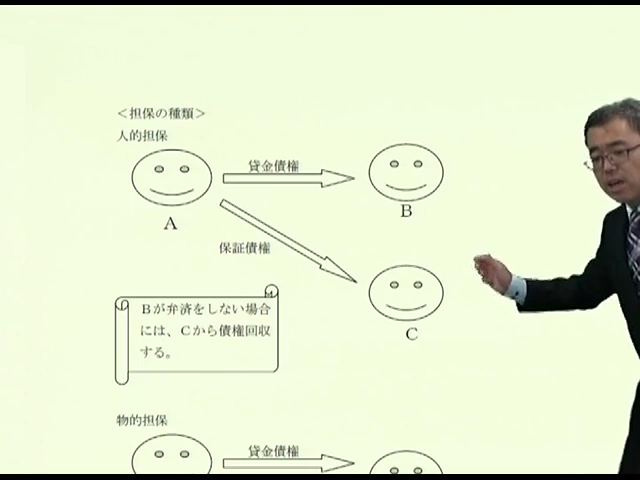 ＜担保の種類＞
人的担保
貸金債権
A
B
保証債権
Ｂが弁済をしない場合
には、Ｃから債権回収
する。
C
物的担保
貸金債権